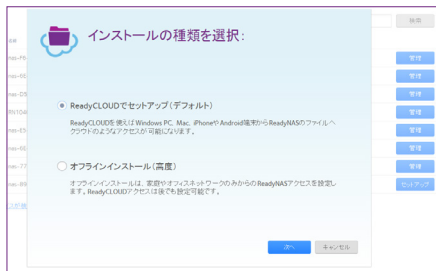 検索
インストールの種類を選択:
名前
nas-F6
管理
ReadyCLOUDでセットアップ(デフォルト)
管理
ReadyCLOUDを使えばWindows PC、Mac、iPhoneやAndroid端末からReadyNASのファイルへ
クラウドのようなアクセスが可能になります。
管理
管理
管理
オフラインインストール(高度)
管理
オフラインインストールは、家庭やオフィスネットワークのみからのReadyNASアクセスを設定し
ます。ReadyCLOUDアクセスは後でも設定可能です。
管理
セットアップ
次へ
キャンセル